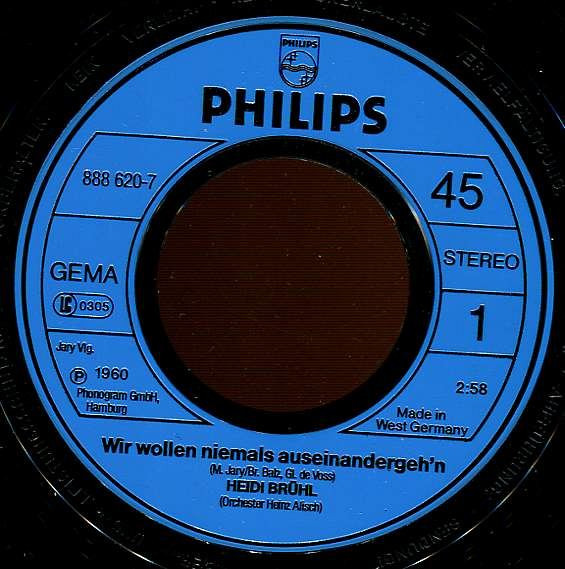 PHILIPS
PHILIPS
888 620-7
GEMA
LC 0305
Jary Vlg.
P 1960
Phonogram GmbH,
Hamburg
45
STEREO
1
2:58
Made in
West Germany
Wir wollen niemals auseinandergeh'n
(M. Jary/Br. Balz, Gl. de Voss)
HEIDI BRÜHL
(Orchester Heinz Alisch)